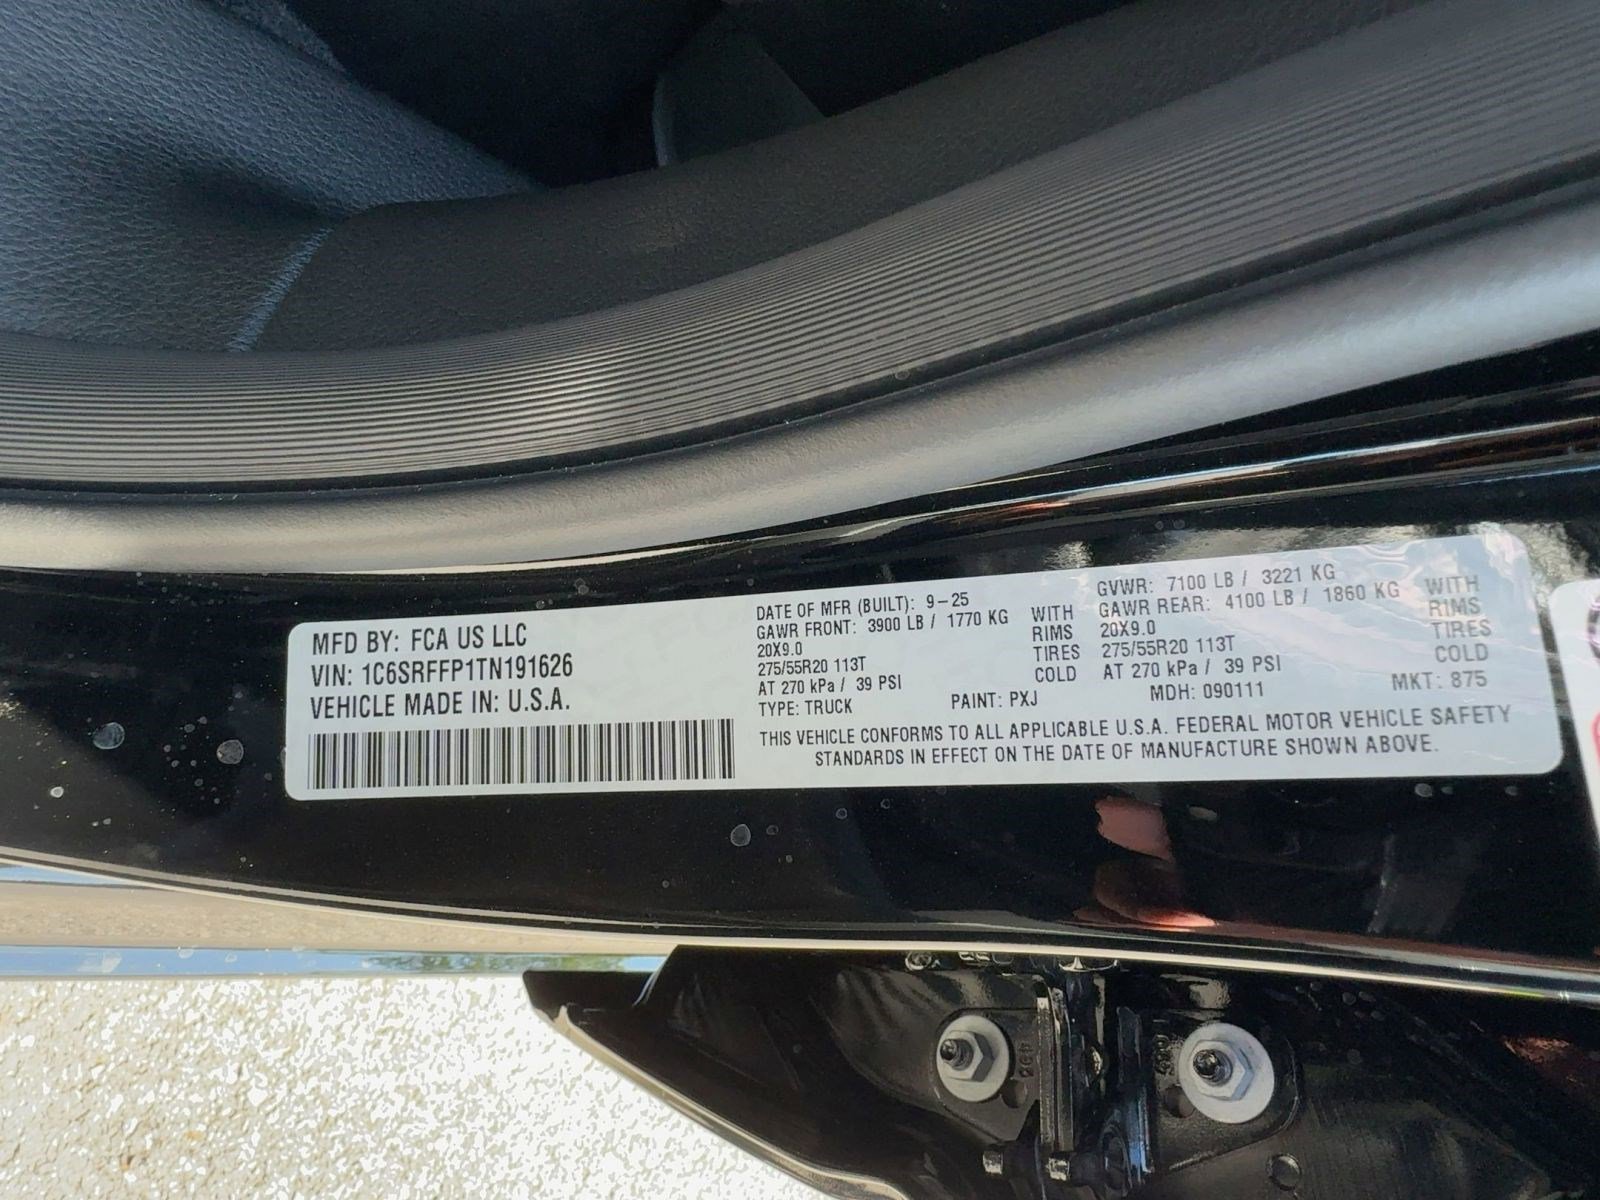 MFD BY: FCA US LLC
VIN: 1C6SRFFP1TN191626
VEHICLE MADE IN: U.S.A.
DATE OF MFR (BUILT): 9-25
GAWR FRONT: 3900 LB / 1770 KG WITH
20X9.0 RIMS
275/55R20 113T TIRES
AT 270 kPa / 39 PSI COLD
TYPE: TRUCK PAINT: PXJ
GVWR: 7100 LB / 3221 KG
GAWR REAR: 4100 LB / 1860 KG WITH
20X9.0 RIMS
275/55R20 113T TIRES
AT 270 kPa / 39 PSI COLD
MDH: 090111 MKT: 875
THIS VEHICLE CONFORMS TO ALL APPLICABLE U.S.A. FEDERAL MOTOR VEHICLE SAFETY
STANDARDS IN EFFECT ON THE DATE OF MANUFACTURE SHOWN ABOVE.